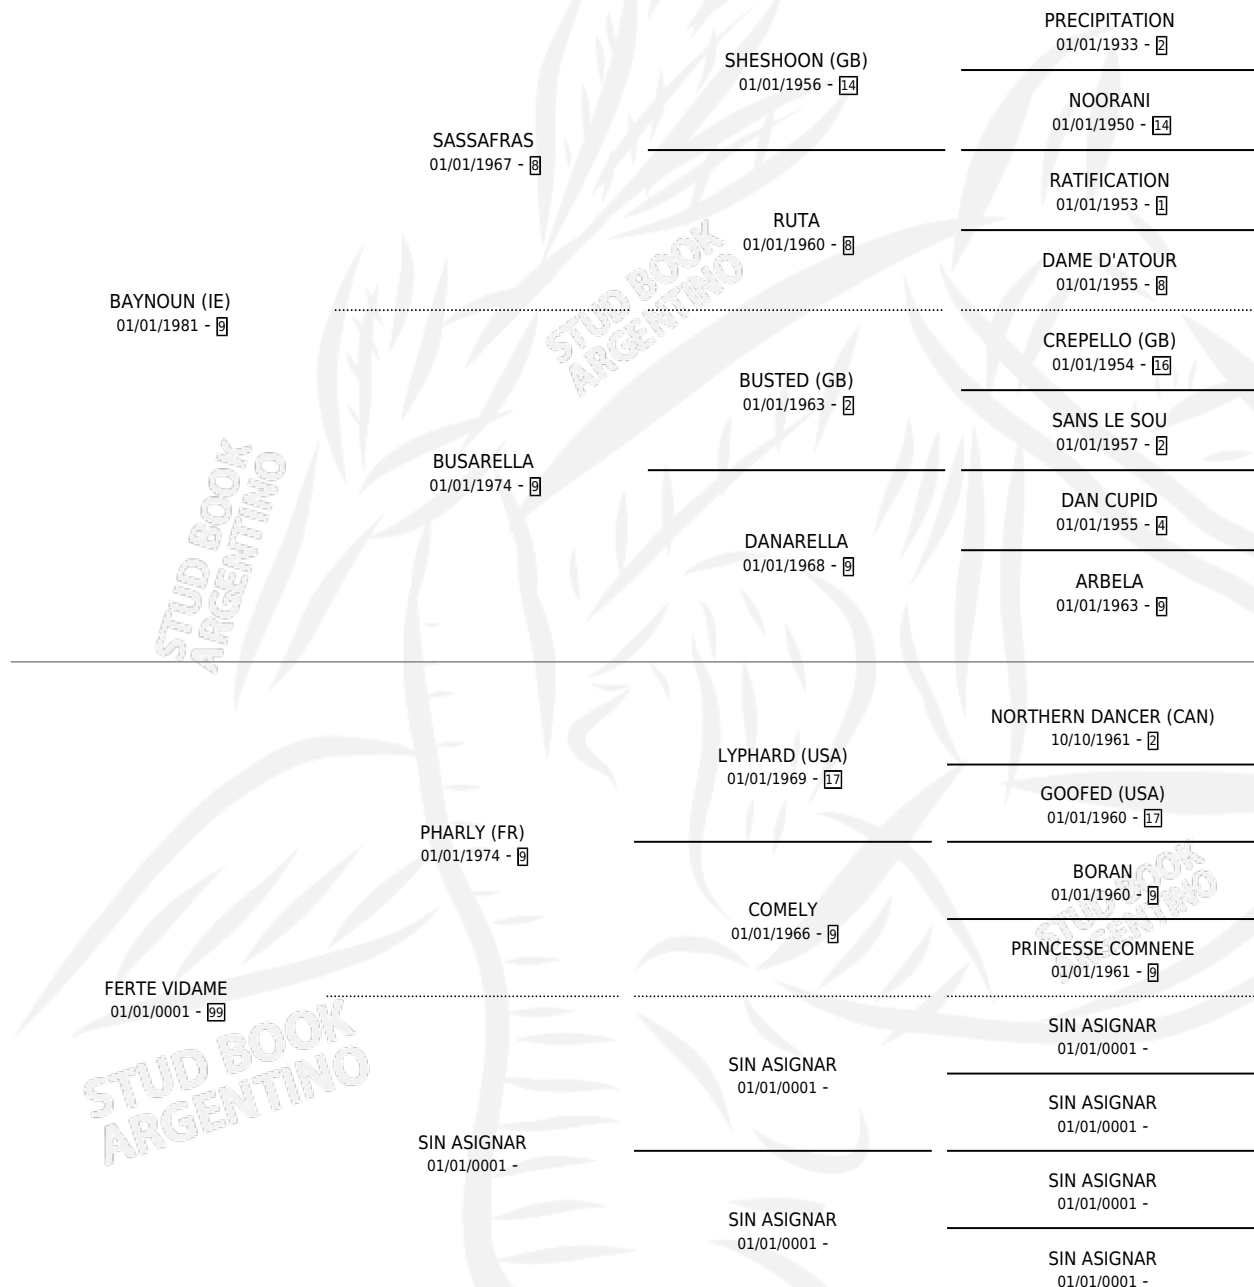 PRECIPITATION
01/01/1933 - 2
SHESHOON (GB)
01/01/1956 - 14
NOORANI
01/01/1950 - 14
SASSAFRAS
01/01/1967 - 8
RATIFICATION
01/01/1953 - 1
RUTA
01/01/1960 - 8
DAME D'ATOUR
01/01/1955 - 8
BAYNOUN (IE)
01/01/1981 - 9
CREPELLO (GB)
01/01/1954 - 16
BUSTED (GB)
01/01/1963 - 2
SANS LE SOU
01/01/1957 - 2
BUSARELLA
01/01/1974 - 9
DAN CUPID
01/01/1955 - 4
DANARELLA
01/01/1968 - 9
ARBELA
01/01/1963 - 9
NORTHERN DANCER (CAN)
10/10/1961 - 2
LYPHARD (USA)
01/01/1969 - 17
GOOFED (USA)
01/01/1960 - 17
PHARLY (FR)
01/01/1974 - 9
BORAN
01/01/1960 - 9
COMELY
01/01/1966 - 9
PRINCESSE COMNENE
01/01/1961 - 9
FERTE VIDAME
01/01/0001 - 99
SIN ASIGNAR
01/01/0001 -
SIN ASIGNAR
01/01/0001 -
SIN ASIGNAR
01/01/0001 -
SIN ASIGNAR
01/01/0001 -
SIN ASIGNAR
01/01/0001 -
SIN ASIGNAR
01/01/0001 -
SIN ASIGNAR
01/01/0001 -
STUD BOOK
ARGENTINO
STUD BOOK
ARGENTINO
STUD BOOK
ARGENTINO
STUD BOOK
ARGENTINO